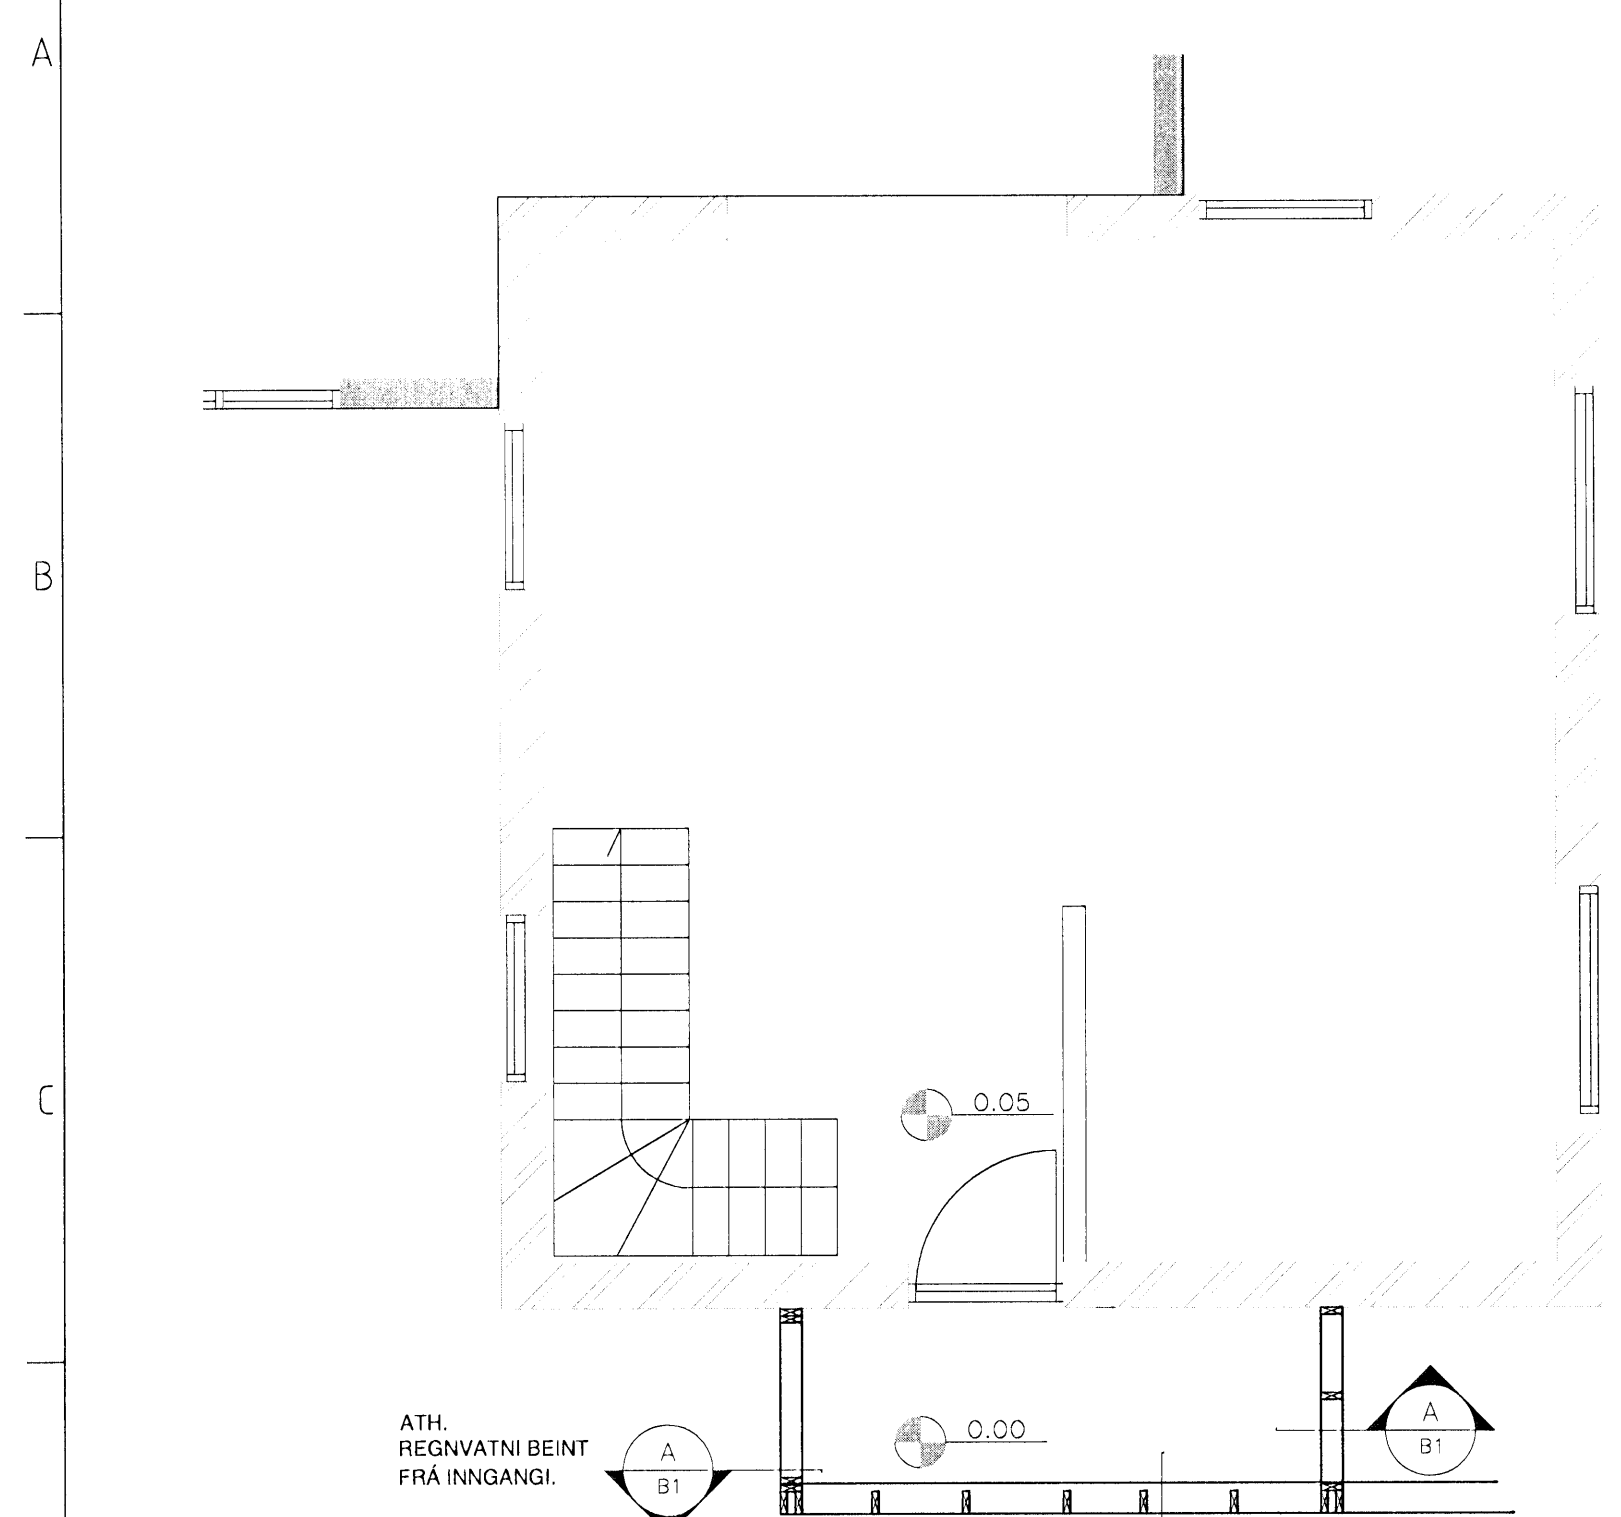 A
B
C
0.05
0.00
ATH.
REGNVATNI BEINT
FRÁ INNGANGI.
A
B1
A
B1